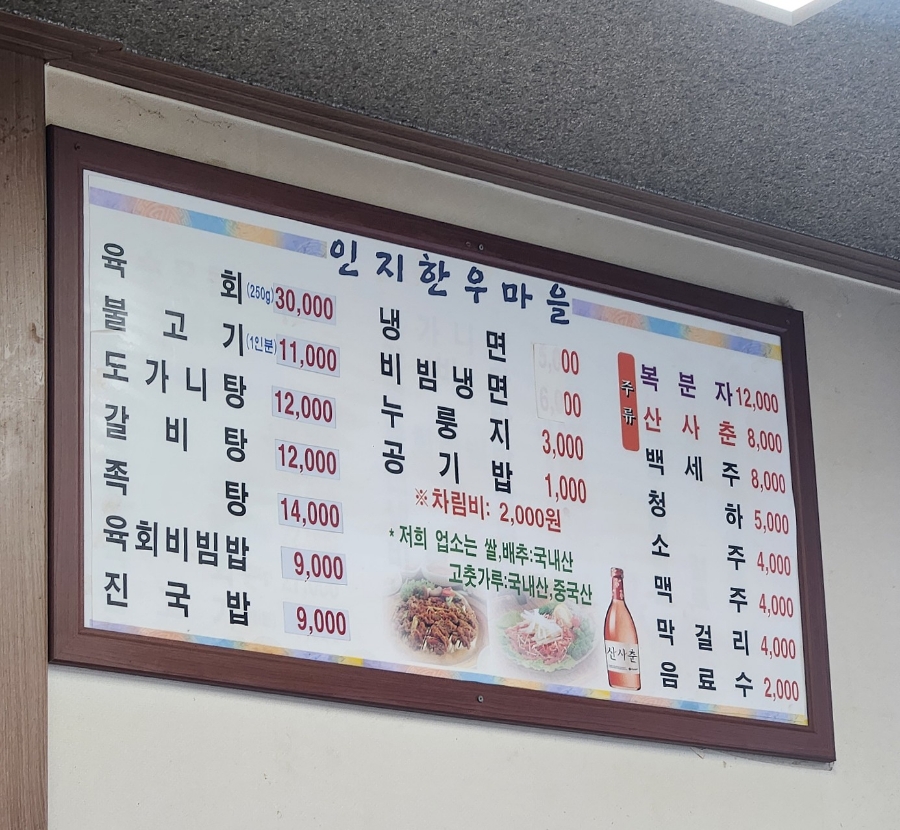 인지한우마을
육회(250g) 30,000
불고기(1인분) 11,000
도가니탕 12,000
갈비탕 12,000
족탕 14,000
육회비빔밥 9,000
진국밥 9,000
냉면
비빔냉면
누룽지 3,000
공기밥 1,000
※차림비: 2,000원
* 저희 업소는 쌀,배추:국내산
고춧가루:국내산,중국산
산사춘
주류
복분자 12,000
산사춘 8,000
백세주 8,000
청하 5,000
소주 4,000
맥주 4,000
막걸리 4,000
음료수 2,000